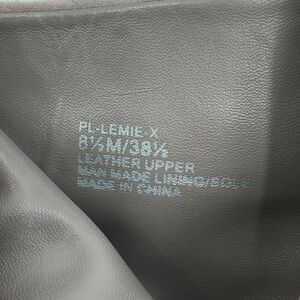 PL-LEMIE-X
8½M/38½
LEATHER UPPER
MAN MADE LINING/SOLE
MADE IN CHINA